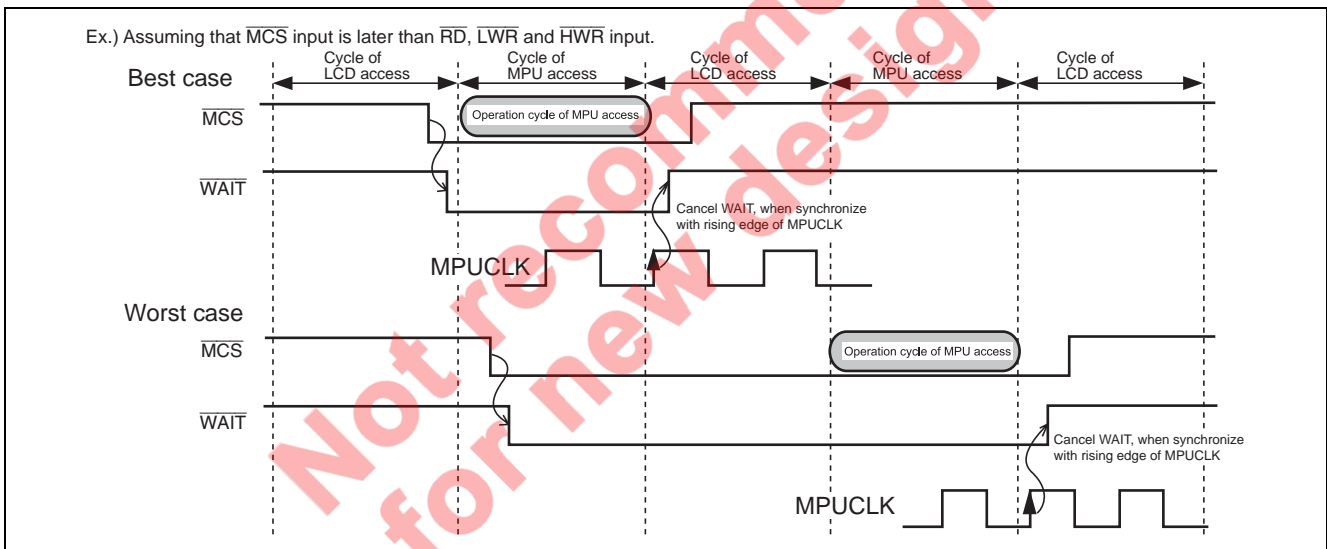 Ex.) Assuming that MCS input is later than RD, LWR and HWR input.
Best case
Cycle of
LCD access
Cycle of
MPU access
Cycle of
LCD access
Cycle of
MPU access
Cycle of
LCD access
MCS
Operation cycle of MPU access
WAIT
Cancel WAIT, when synchronize
with rising edge of MPUCLK
MPUCLK
Worst case
MCS
Operation cycle of MPU access
WAIT
Cancel WAIT, when synchronize
with rising edge of MPUCLK
MPUCLK
Not recomme
for new design